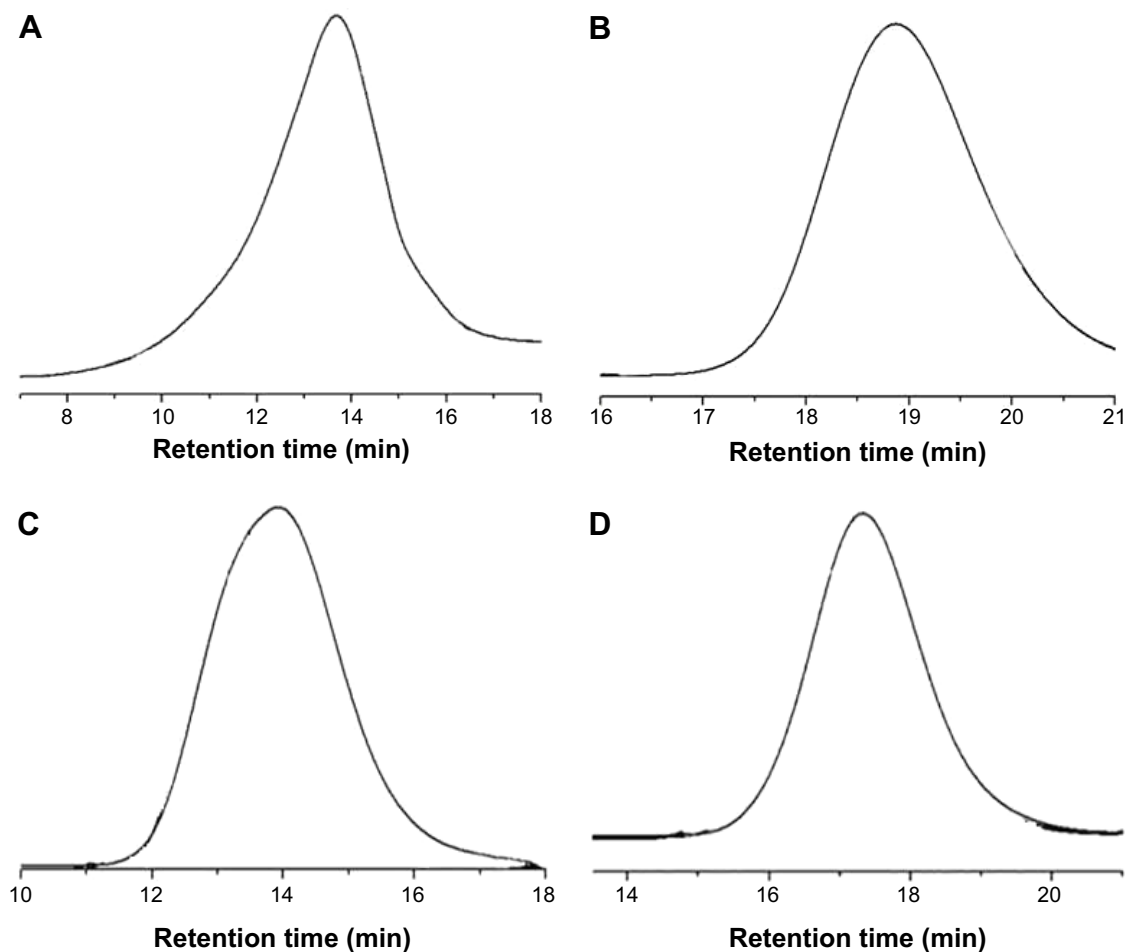 A
8 10 12 14 16 18
Retention time (min)
B
16 17 18 19 20 21
Retention time (min)
C
10 12 14 16 18
Retention time (min)
D
14 16 18 20
Retention time (min)